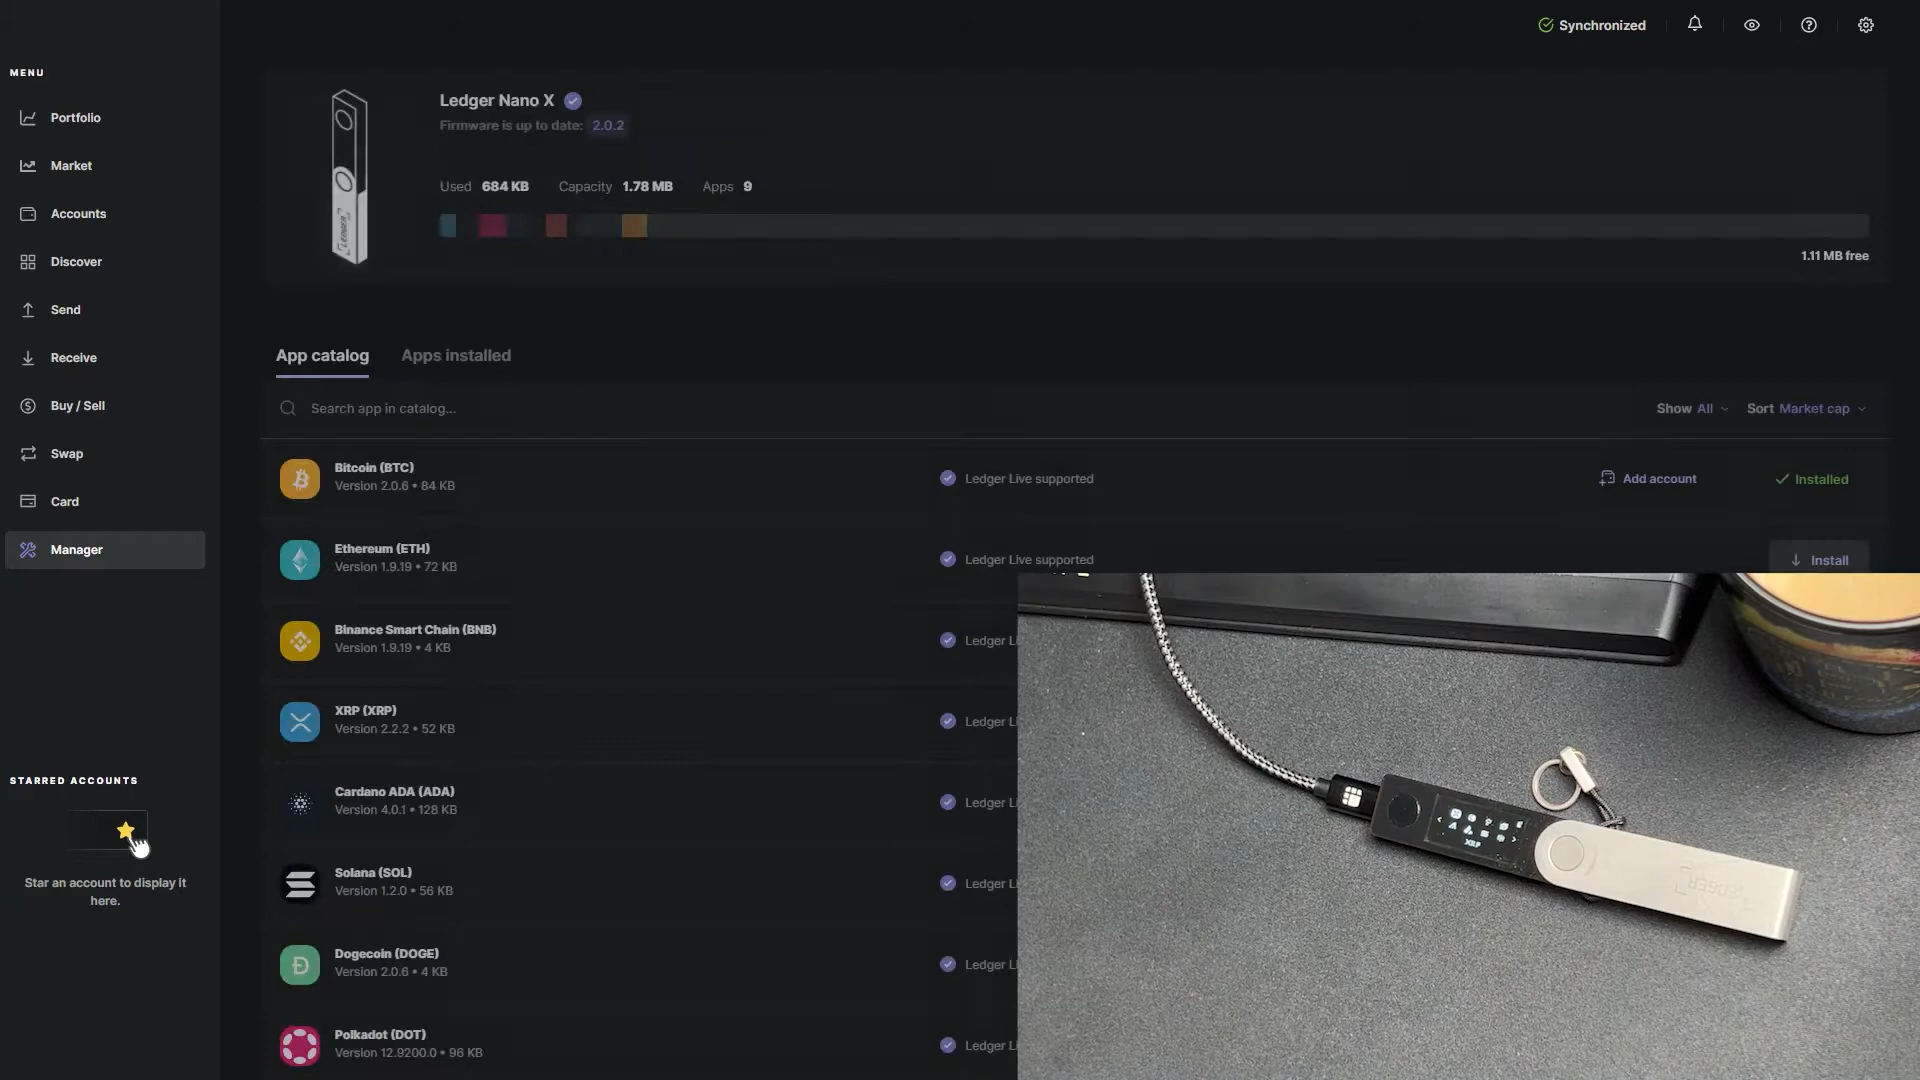 Synchronized
MENU
Portfolio
Market
Accounts
Discover
Send
Receive
Buy / Sell
Swap
Card
Manager
STARRED ACCOUNTS
Star an account to display it
here.
Ledger Nano X
Firmware is up to date: 2.0.2
Used 684 KB Capacity 1.78 MB Apps 9
1.11 MB free
App catalog Apps installed
Search app in catalog...
Show All Sort Market cap
Bitcoin (BTC)
Version 2.0.6 • 84 KB
Ledger Live supported
Add account
Installed
Ethereum (ETH)
Version 1.9.19 • 72 KB
Ledger Live supported
Install
Binance Smart Chain (BNB)
Version 1.9.19 • 4 KB
Ledger
XRP (XRP)
Version 2.2.2 • 52 KB
Ledger
Cardano ADA (ADA)
Version 4.0.1 • 128 KB
Ledger
Solana (SOL)
Version 1.2.0 • 56 KB
Ledger
Dogecoin (DOGE)
Version 2.0.6 • 4 KB
Ledger
Polkadot (DOT)
Version 12.9200.0 • 96 KB
Ledger
XRP
LEDGER